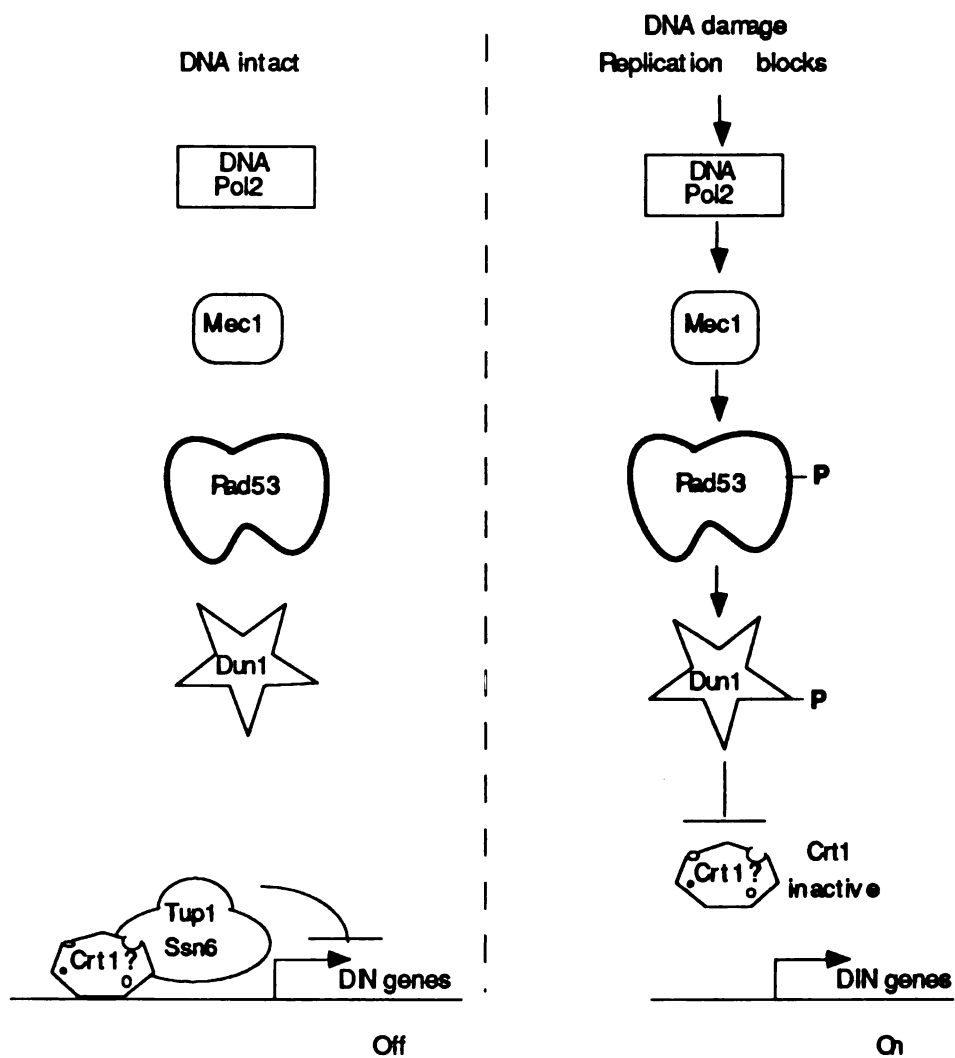 DNA intact
DNA
Pol2
Mec1
Rad53
Dun1
Tup1
Ssn6
Crt1?
DIN genes
Off
DNA damage
Replication blocks
DNA
Pol2
Mec1
Rad53
P
Dun1
P
Crt1?
Crt1
inactive
DIN genes
On